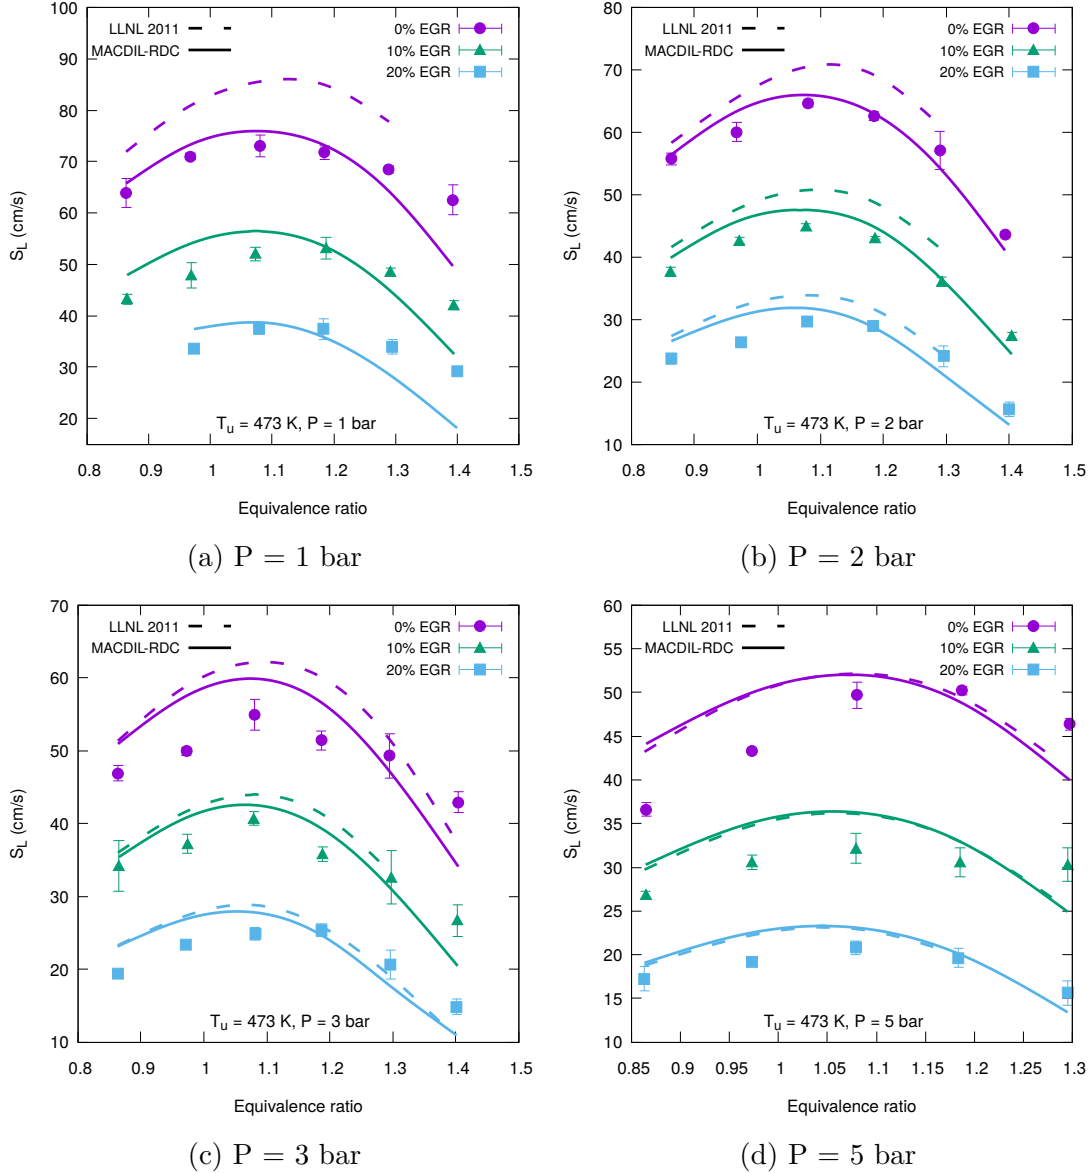 LLNL 2011
MACDIL-RDC
0% EGR
10% EGR
20% EGR
S_L (cm/s)
100
90
80
70
60
50
40
30
20
T_u = 473 K, P = 1 bar
0.8 0.9 1 1.1 1.2 1.3 1.4 1.5
Equivalence ratio
(a) P = 1 bar
LLNL 2011
MACDIL-RDC
0% EGR
10% EGR
20% EGR
S_L (cm/s)
80
70
60
50
40
30
20
10
T_u = 473 K, P = 2 bar
0.8 0.9 1 1.1 1.2 1.3 1.4 1.5
Equivalence ratio
(b) P = 2 bar
LLNL 2011
MACDIL-RDC
0% EGR
10% EGR
20% EGR
S_L (cm/s)
70
60
50
40
30
20
10
T_u = 473 K, P = 3 bar
0.8 0.9 1 1.1 1.2 1.3 1.4 1.5
Equivalence ratio
(c) P = 3 bar
LLNL 2011
MACDIL-RDC
0% EGR
10% EGR
20% EGR
S_L (cm/s)
60
55
50
45
40
35
30
25
20
15
10
T_u = 473 K, P = 5 bar
0.85 0.9 0.95 1 1.05 1.1 1.15 1.2 1.25 1.3
Equivalence ratio
(d) P = 5 bar